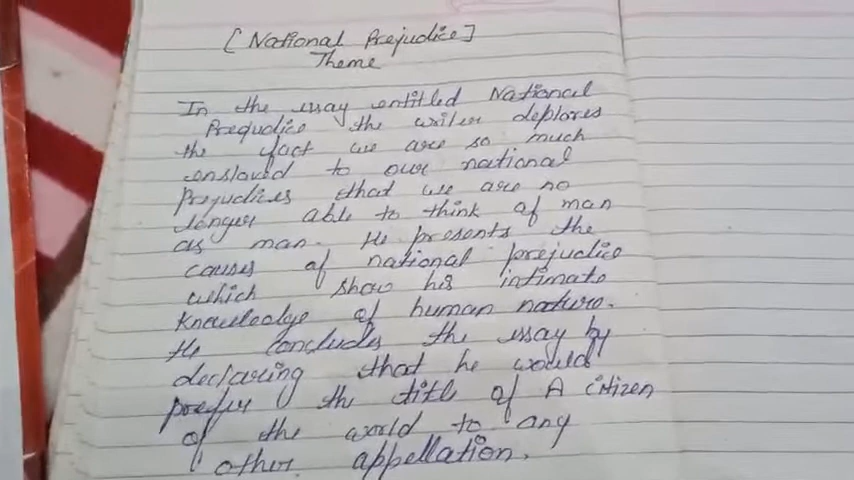 [National Prejudice]
Theme
In the essay entitled National
Prequdice the writer deplores
the fact we are so much
enslaved to our national
Prejudices that we are no
longer able to think of man
as man. He presents the
causes of national prejudice
which show his intimate
knowledge of human nature.
He concludes the essay by
declaring that he would
prefer the title of A citizen
of the world to any
other appellation.